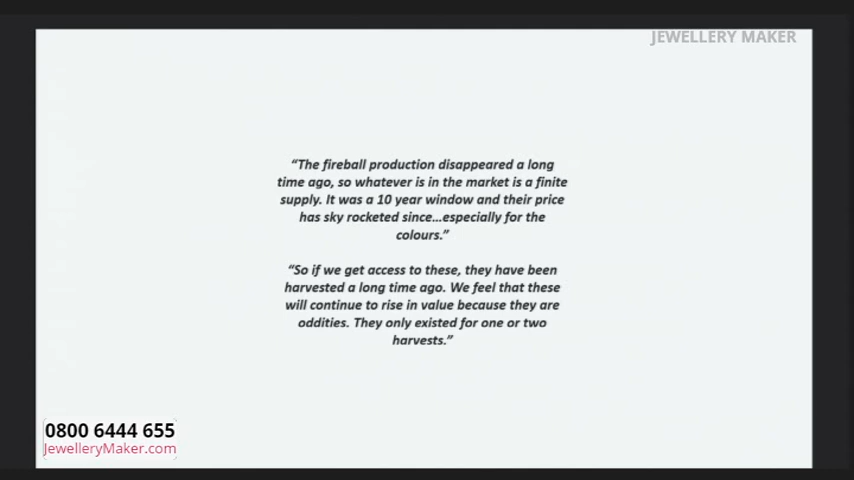 JEWELLERY MAKER
“The fireball production disappeared a long
time ago, so whatever is in the market is a finite
supply. It was a 10 year window and their price
has sky rocketed since...especially for the
colours.”
“So if we get access to these, they have been
harvested a long time ago. We feel that these
will continue to rise in value because they are
oddities. They only existed for one or two
harvests.”
0800 6444 655
JewelleryMaker.com